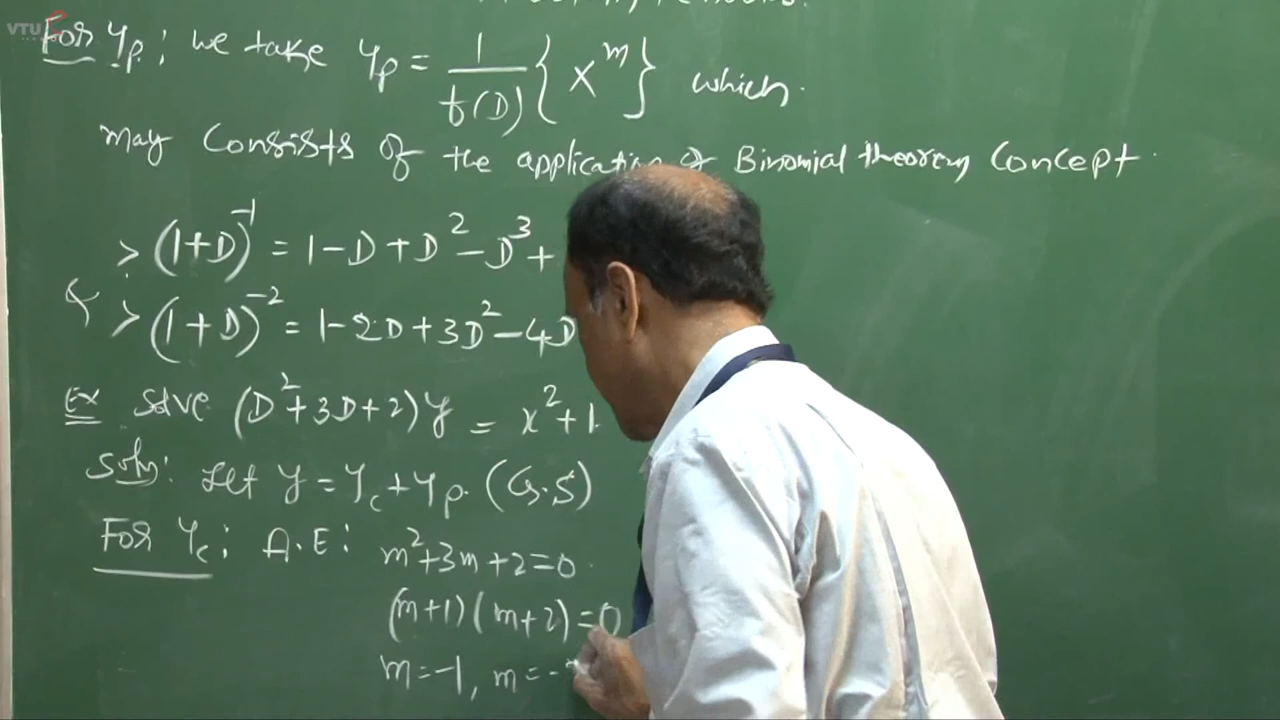 VTU
For yp: we take yp = 1/f(D) {x^m} which
may consists of the application of Binomial theorem concept.
> (1+D)^-1 = 1-D+D^2-D^3+
& > (1+D)^-2 = 1-2D+3D^2-4D
Ex Solve (D^2+3D+2)y = x^2+1.
Soln: Let y = yc+yp. (G.S)
For yc: A.E: m^2+3m+2=0.
(m+1)(m+2)=0
m=-1, m=-